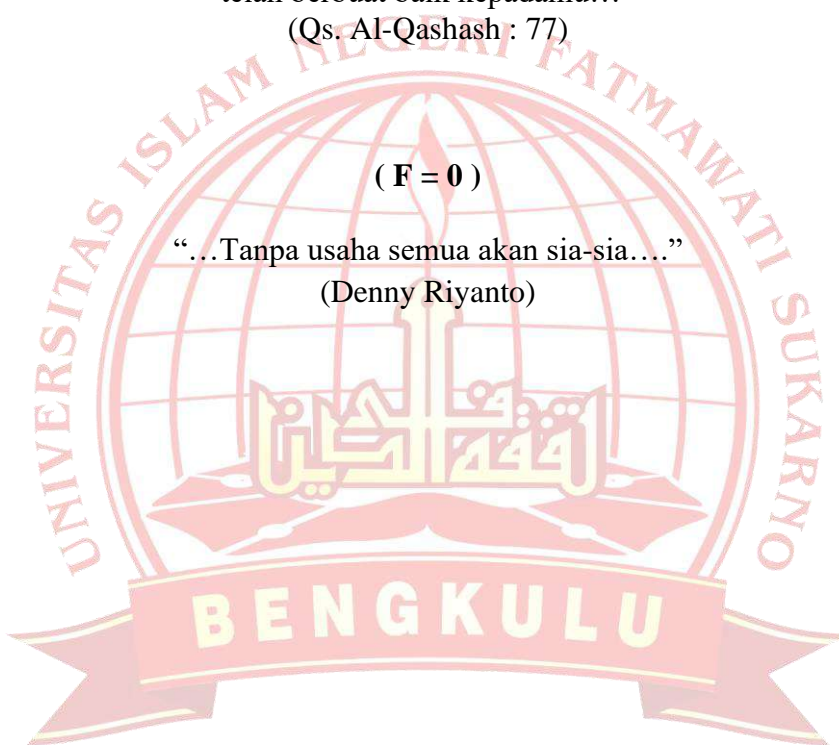 telah berbuat baik kepadamu…
(Qs. Al-Qashash : 77)
UNIVERSITAS ISLAM NEGERI FATMAWATI SUKARNO
( F = 0 )
“…Tanpa usaha semua akan sia-sia….”
(Denny Riyanto)
BENGKULU